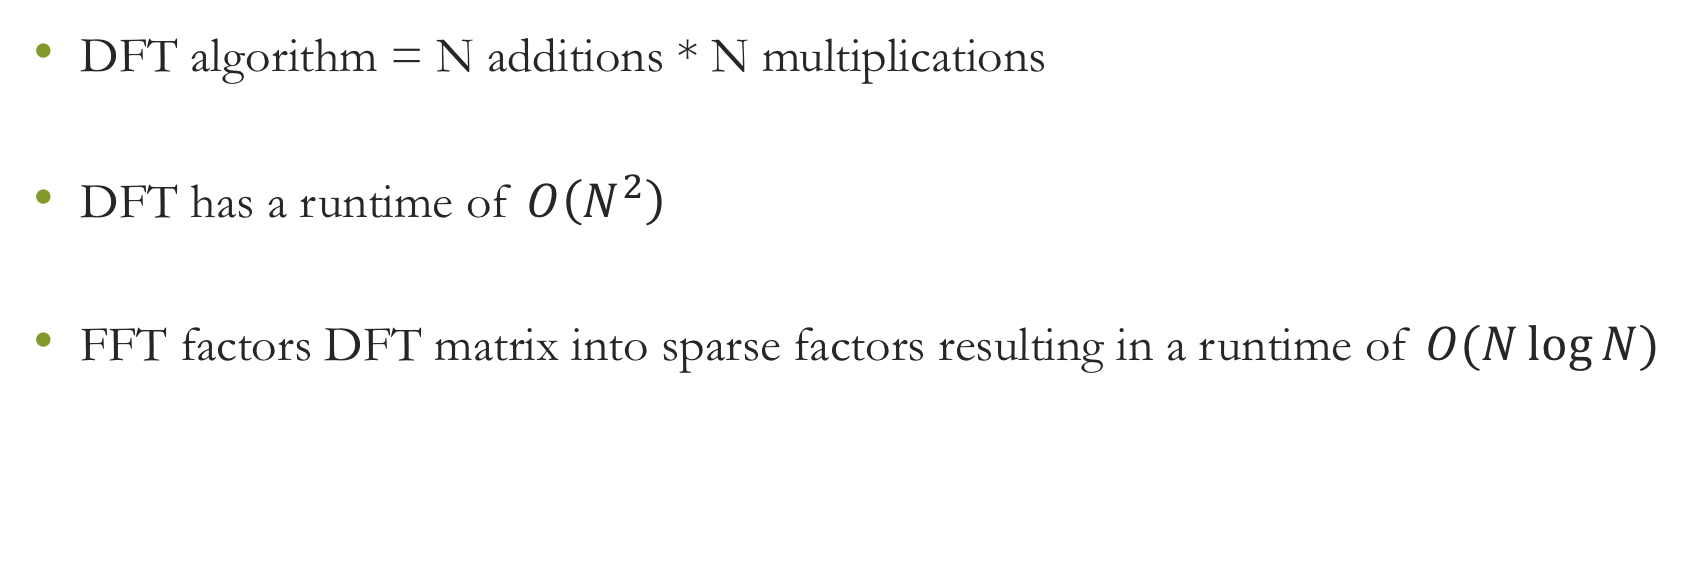 • DFT algorithm = N additions * N multiplications
• DFT has a runtime of O(N²)
• FFT factors DFT matrix into sparse factors resulting in a runtime of O(N log N)